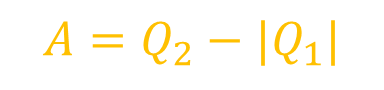 A = Q₂ − |Q₁|